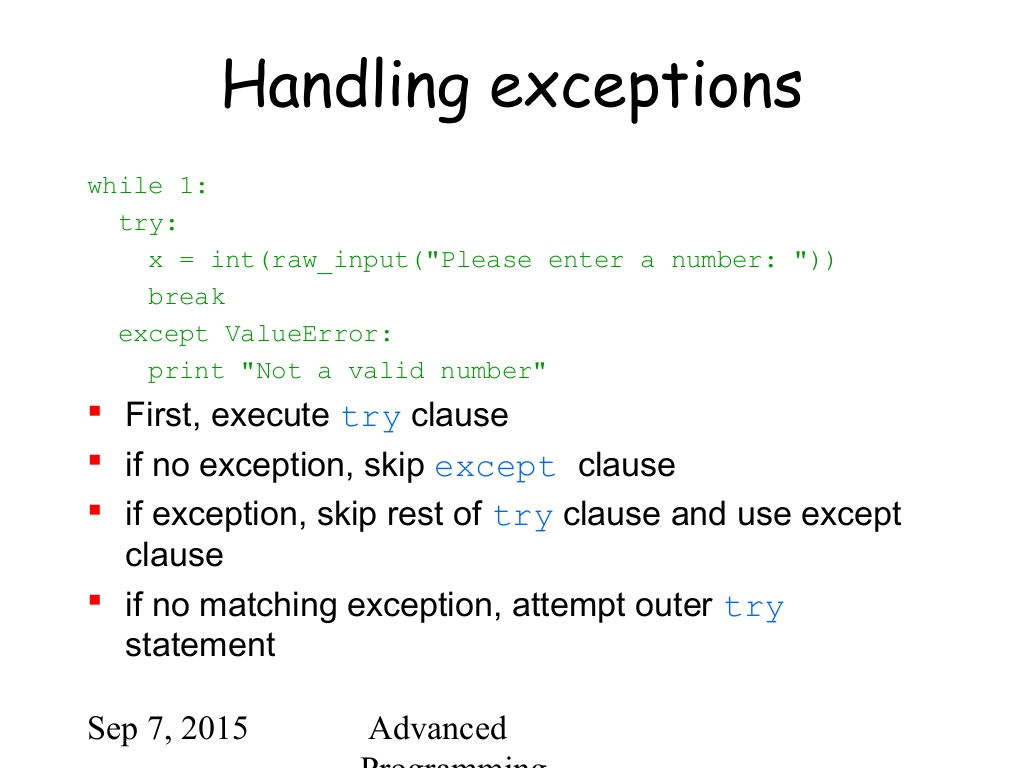 Handling exceptions
while 1:
  try:
    x = int(raw_input("Please enter a number: "))
    break
  except ValueError:
    print "Not a valid number"
First, execute try clause
if no exception, skip except clause
if exception, skip rest of try clause and use except
clause
if no matching exception, attempt outer try
statement
Sep 7, 2015
Advanced
Programming